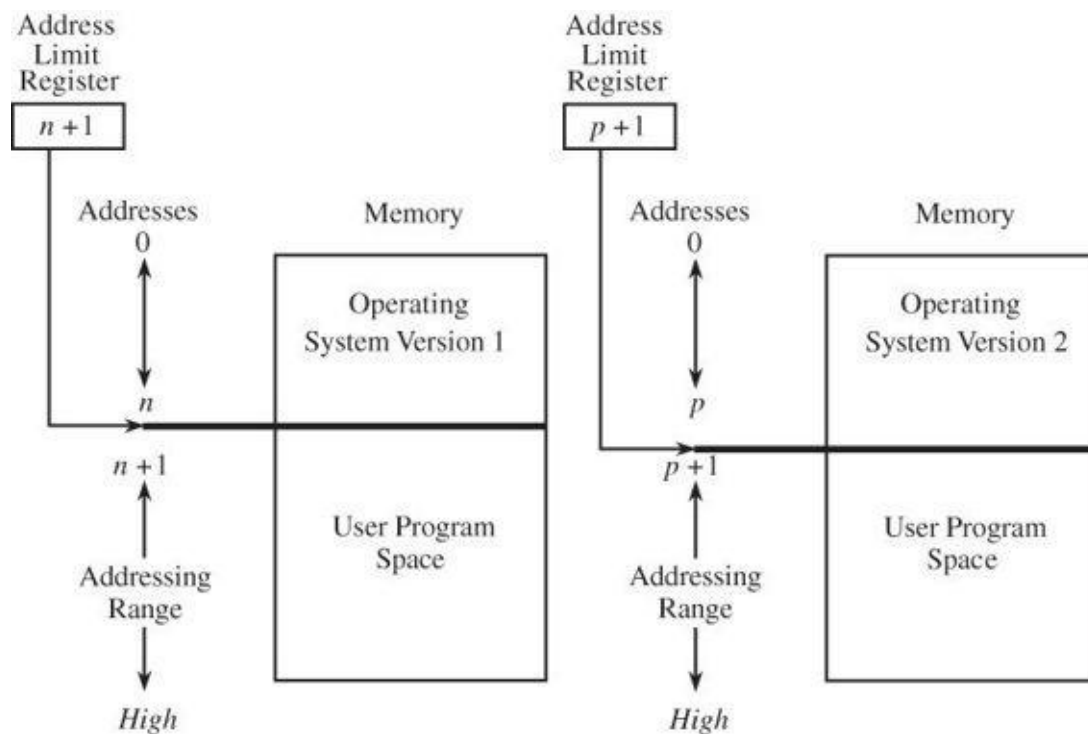 Address
Limit
Register
n + 1
Addresses
0
n
n + 1
Addressing
Range
High
Memory
Operating
System Version 1
User Program
Space
Address
Limit
Register
p + 1
Addresses
0
p
p + 1
Addressing
Range
High
Memory
Operating
System Version 2
User Program
Space